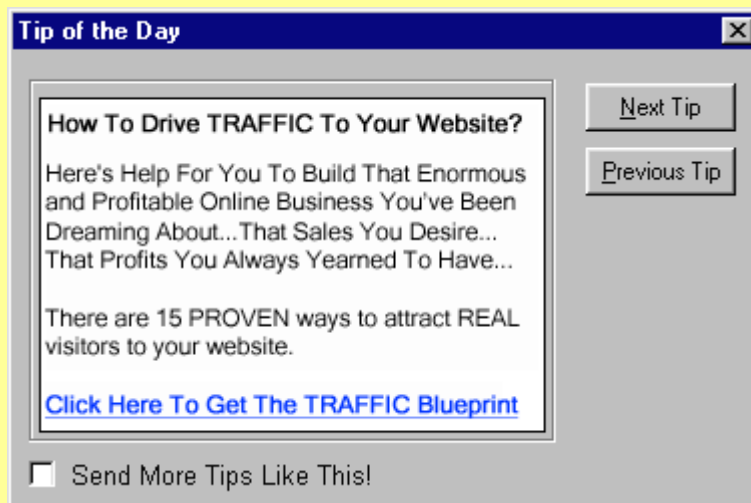 Tip of the Day
How To Drive TRAFFIC To Your Website?
Next Tip
Here's Help For You To Build That Enormous
Previous Tip
and Profitable Online Business You've Been
Dreaming About...That Sales You Desire...
That Profits You Always Yearned To Have...
There are 15 PROVEN ways to attract REAL
visitors to your website.
Click Here To Get The TRAFFIC Blueprint
Send More Tips Like This!